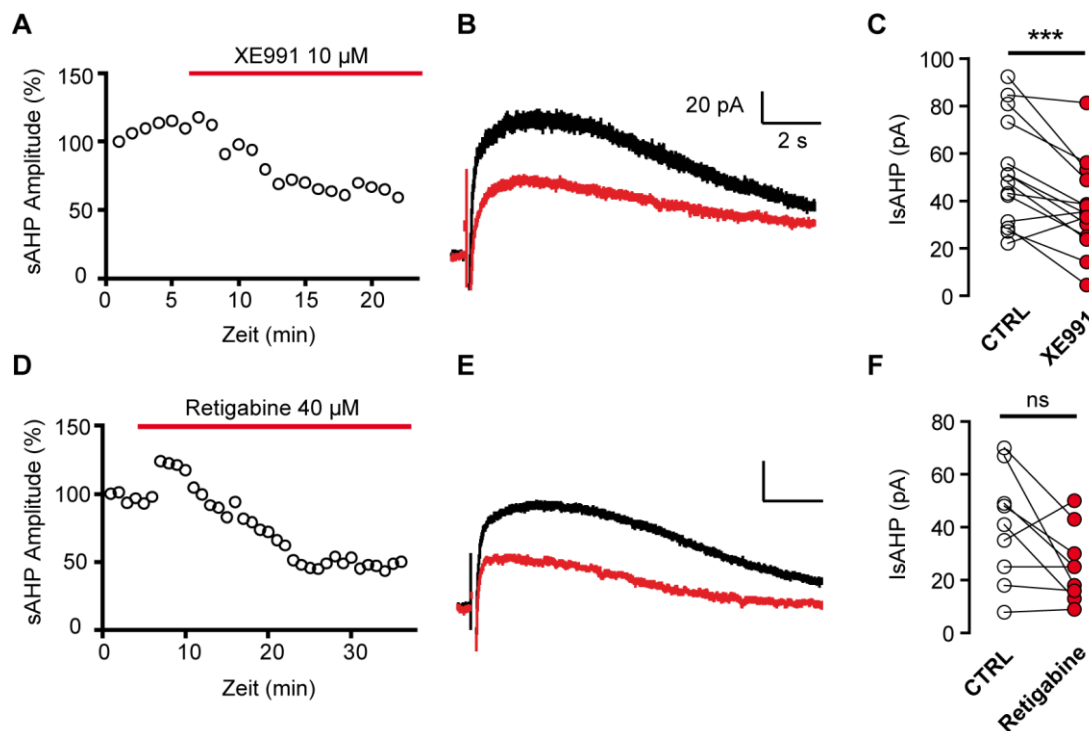 A
XE991 10 µM
sAHP Amplitude (%)
150
100
50
0
0 5 10 15 20
Zeit (min)
B
20 pA
2 s
C
***
IsAHP (pA)
100
80
60
40
20
0
CTRL
XE991
D
Retigabine 40 µM
sAHP Amplitude (%)
150
100
50
0
0 10 20 30
Zeit (min)
E
F
ns
IsAHP (pA)
80
60
40
20
0
CTRL
Retigabine